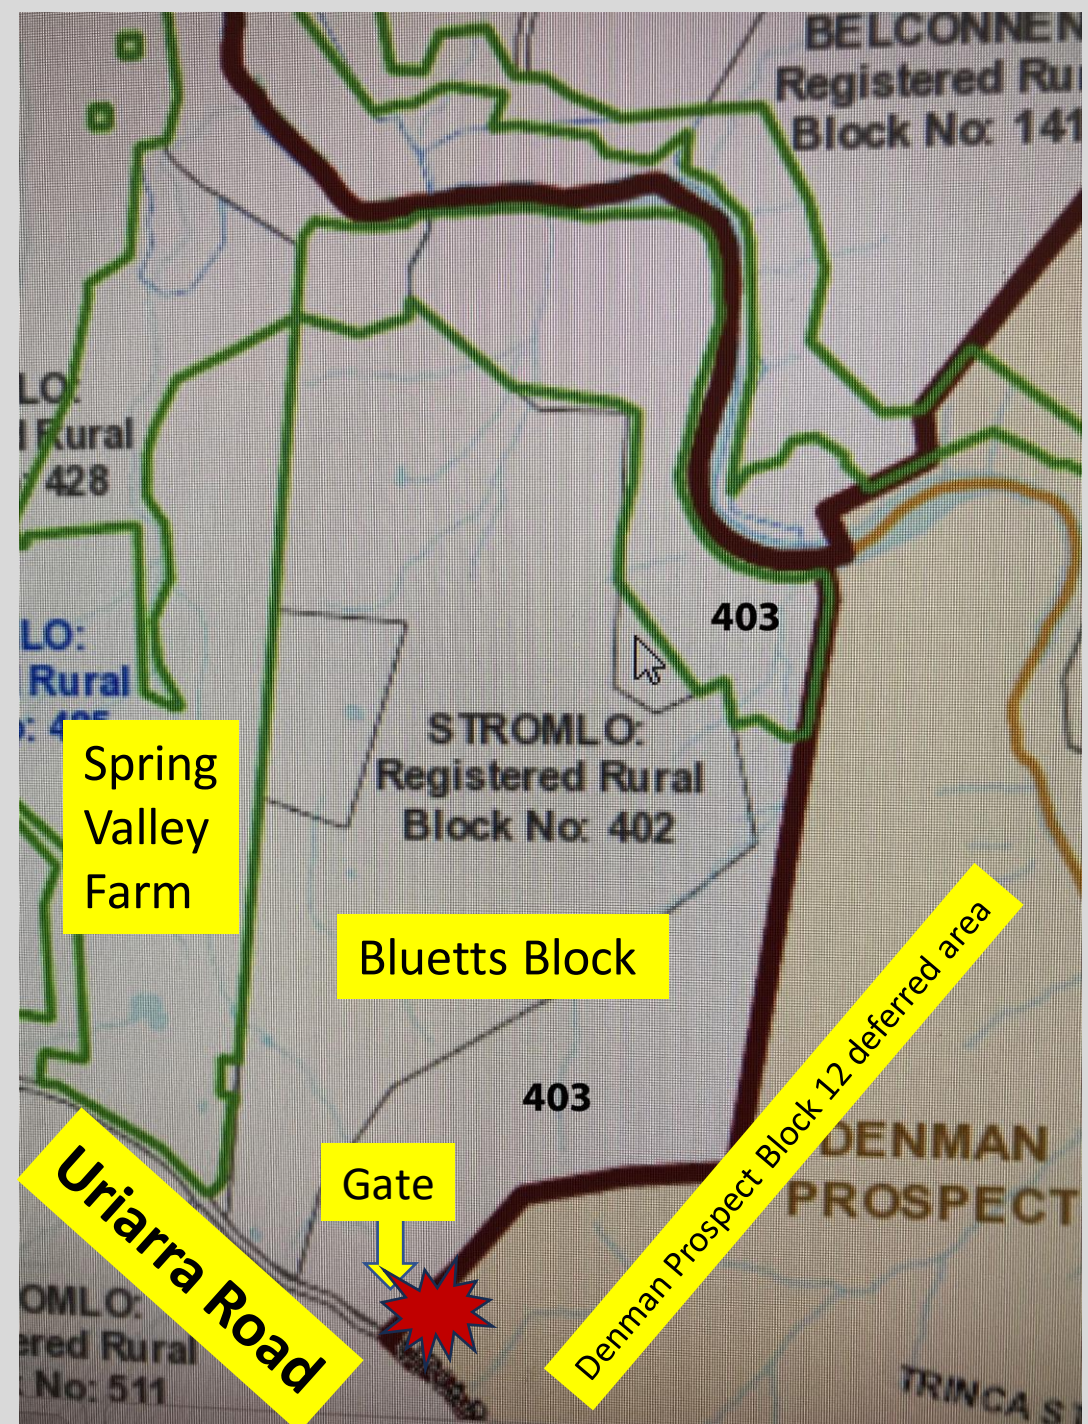 BELCONNEN
Registered Ru
Block No: 141
LO:
Rural
428
403
LO:
Rural
STROMLO:
Registered Rural
Block No: 402
Spring
Valley
Farm
Bluetts Block
403
Denman Prospect Block 12 deferred area
DENMAN
PROSPECT
Gate
Uriarra Road
OMLO:
ered Rural
No: 511
TRINCA S